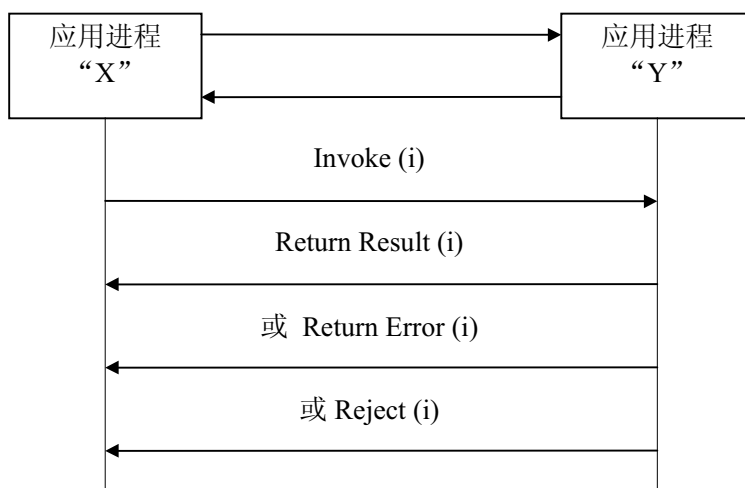 应用进程
“X”
应用进程
“Y”
Invoke (i)
Return Result (i)
或 Return Error (i)
或 Reject (i)